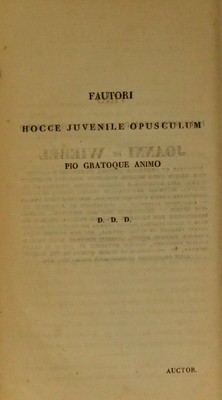 FAUTORI
HOCCE JUVENILE OPUSCULUM
PIO GRATOQUE ANIMO
D. D. D.
AUCTOR.